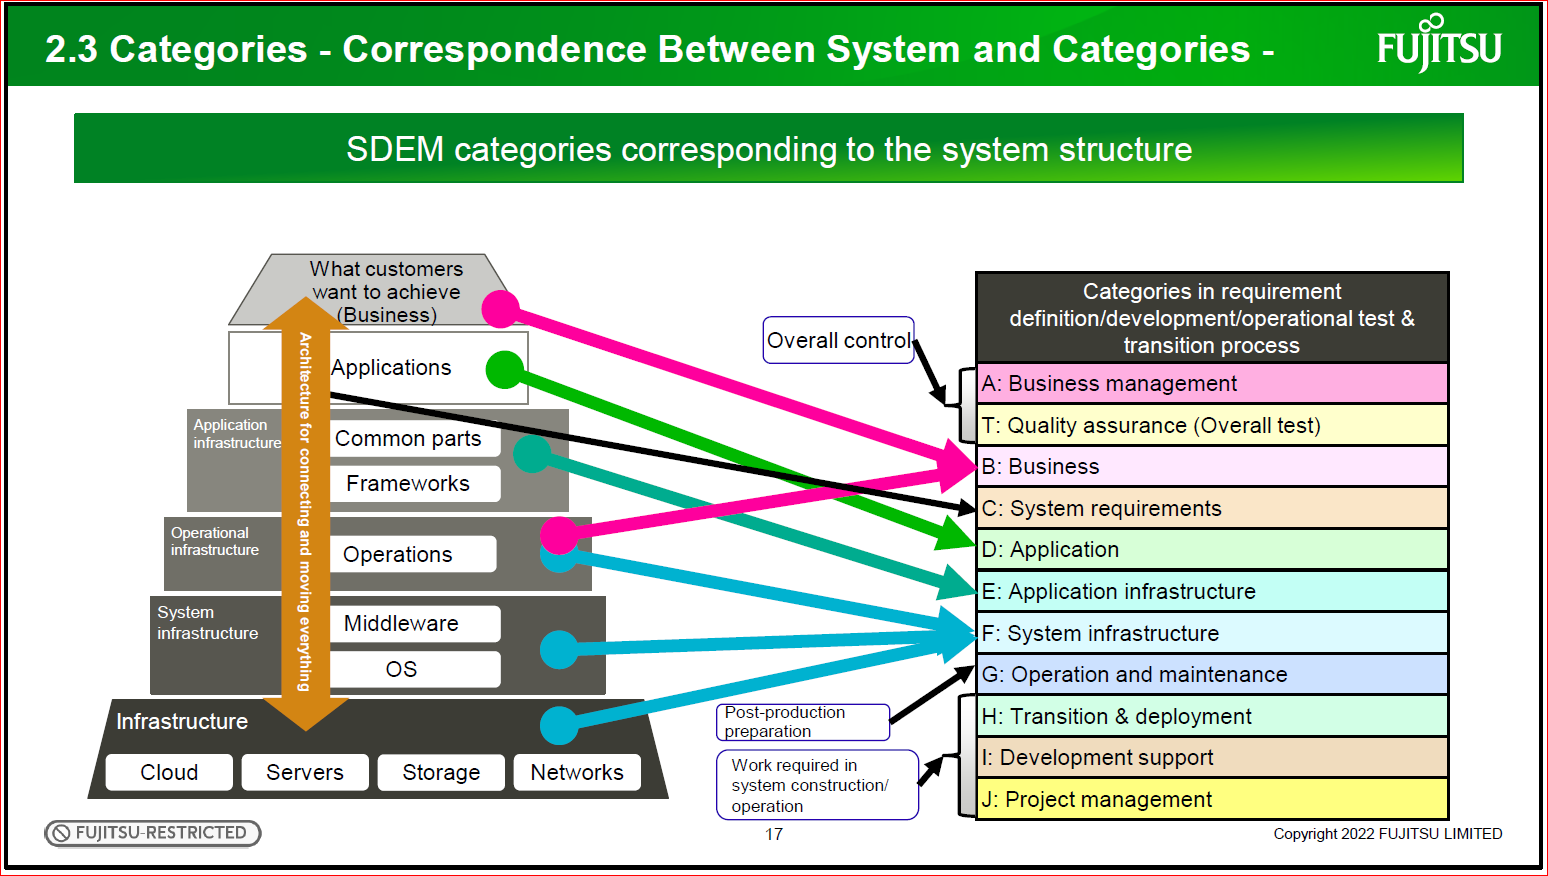 2.3 Categories - Correspondence Between System and Categories -
FUJITSU
SDEM categories corresponding to the system structure
What customers
want to achieve
(Business)
Applications
Application
infrastructure
Common parts
Frameworks
Operational
infrastructure
Operations
System
infrastructure
Middleware
OS
Infrastructure
Cloud
Servers
Storage
Networks
Architecture for connecting and moving everything
Overall control
Post-production
preparation
Work required in
system construction/
operation
Categories in requirement
definition/development/operational test &
transition process
A: Business management
T: Quality assurance (Overall test)
B: Business
C: System requirements
D: Application
E: Application infrastructure
F: System infrastructure
G: Operation and maintenance
H: Transition & deployment
I: Development support
J: Project management
FUJITSU-RESTRICTED
17
Copyright 2022 FUJITSU LIMITED